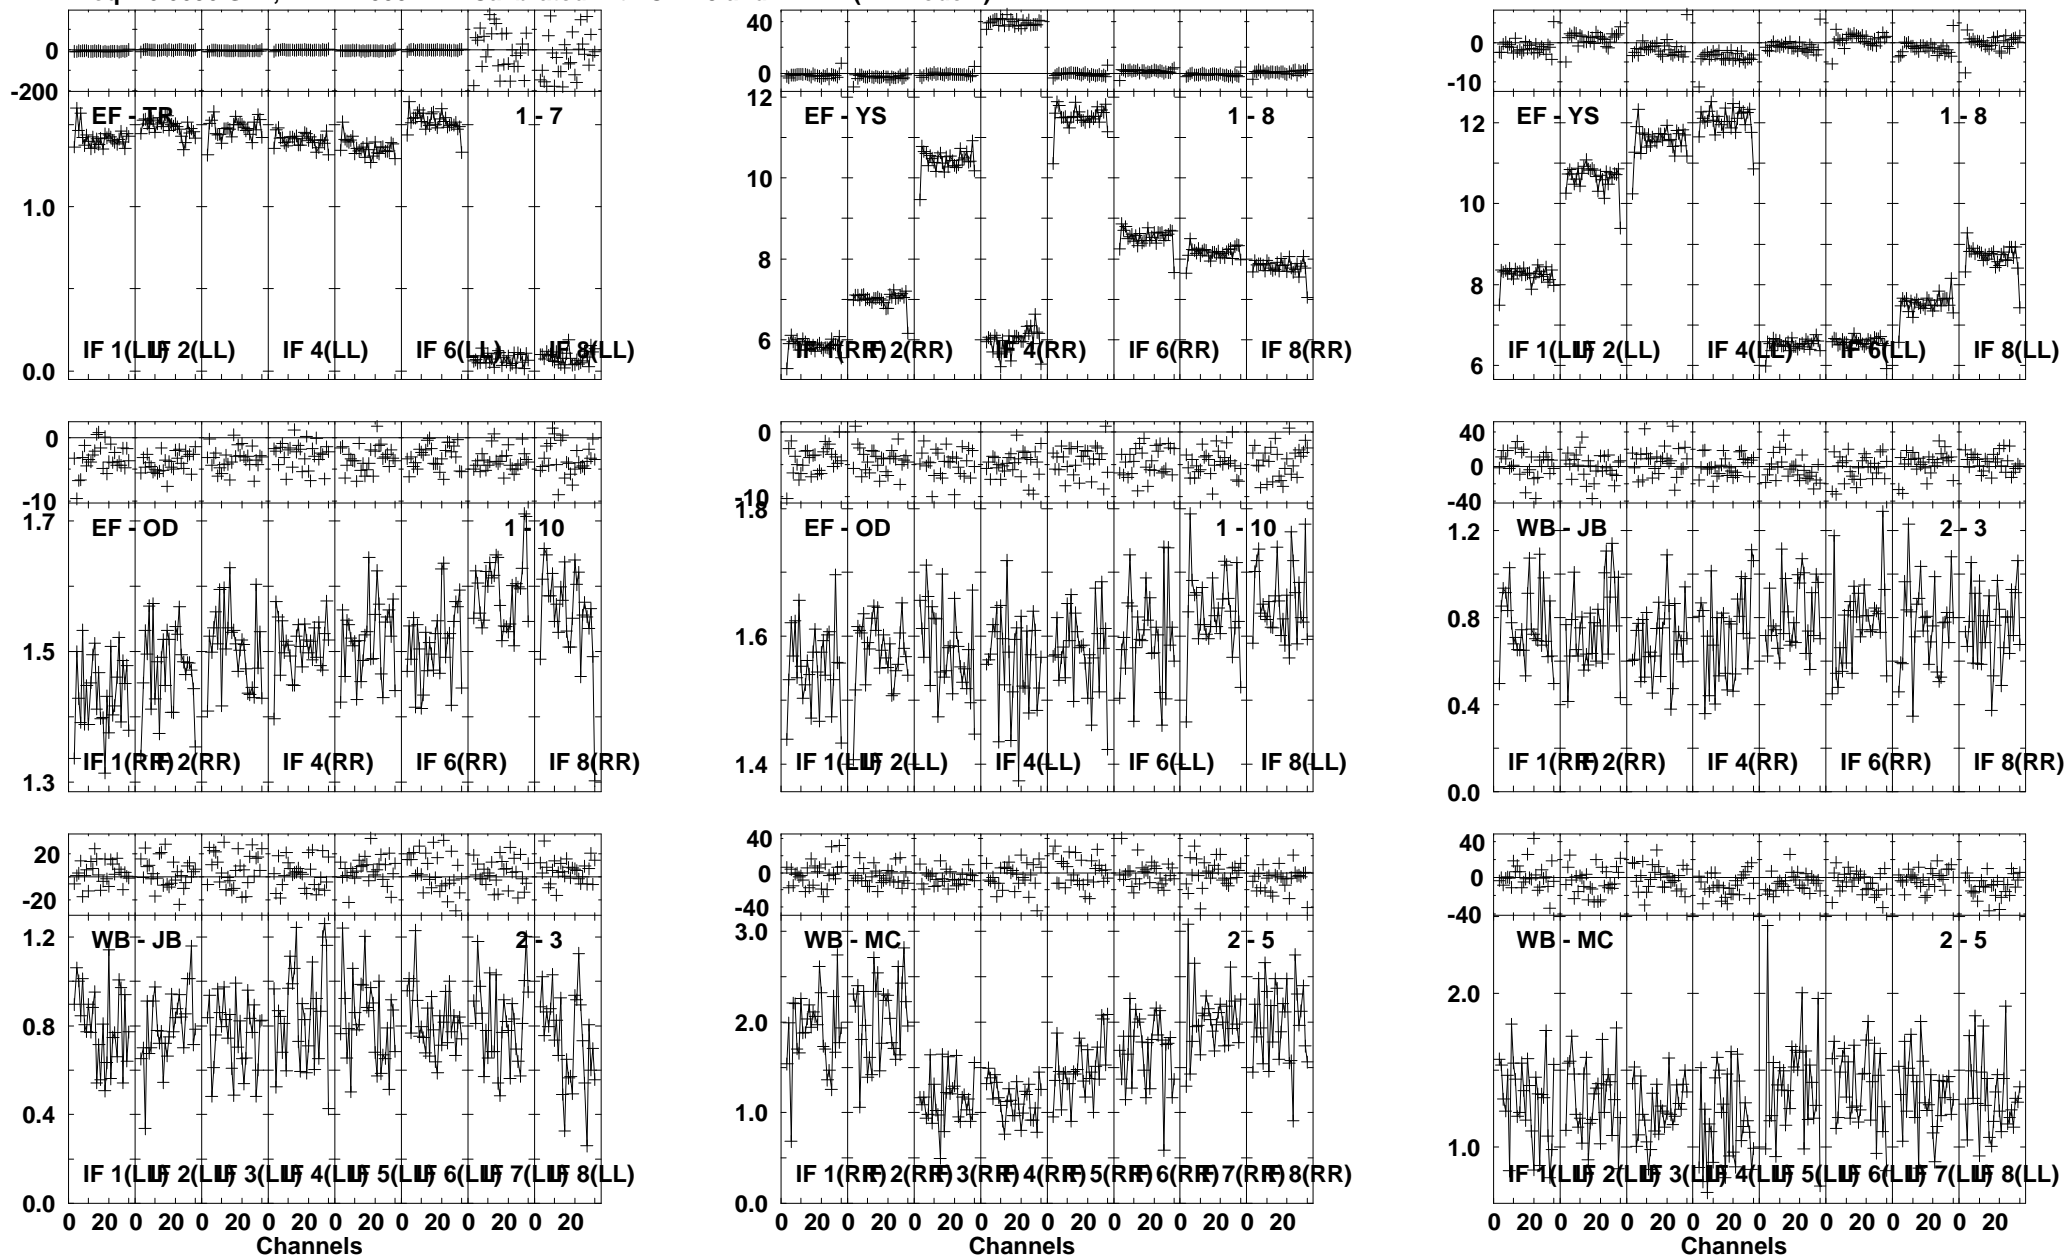 0
-200
EF - TR 1 - 7
1.0
0.0
IF 1(LL) IF 2(LL) IF 4(LL) IF 6(LL) IF 8(LL)
40
0
12
EF - YS 1 - 8
10
8
6
IF 1(RR) IF 2(RR) IF 4(RR) IF 6(RR) IF 8(RR)
0
-10
EF - YS 1 - 8
12
10
8
6
IF 1(LL) IF 2(LL) IF 4(LL) IF 6(LL) IF 8(LL)
0
-10
1.7
EF - OD 1 - 10
1.5
1.3
IF 1(RR) IF 2(RR) IF 4(RR) IF 6(RR) IF 8(RR)
0
-10
1.8
EF - OD 1 - 10
1.6
1.4
IF 1(LL) IF 2(LL) IF 4(LL) IF 6(LL) IF 8(LL)
40
0
-40
1.2
WB - JB 2 - 3
0.8
0.4
0.0
IF 1(RR) IF 2(RR) IF 4(RR) IF 6(RR) IF 8(RR)
20
-20
1.2
WB - JB 2 - 3
0.8
0.4
0.0
IF 1(LL) IF 2(LL) IF 3(LL) IF 4(LL) IF 5(LL) IF 6(LL) IF 7(LL) IF 8(LL)
0 20 0 20 0 20 0 20 0 20 0 20 0 20 0 20
Channels
40
0
-40
3.0
WB - MC 2 - 5
2.0
1.0
0.0
IF 1(RR) IF 2(RR) IF 3(RR) IF 4(RR) IF 5(RR) IF 6(RR) IF 7(RR) IF 8(RR)
0 20 0 20 0 20 0 20 0 20 0 20 0 20 0 20
Channels
40
0
-40
WB - MC 2 - 5
2.0
1.0
IF 1(LL) IF 2(LL) IF 3(LL) IF 4(LL) IF 5(LL) IF 6(LL) IF 7(LL) IF 8(LL)
0 20 0 20 0 20 0 20 0 20 0 20 0 20 0 20
Channels